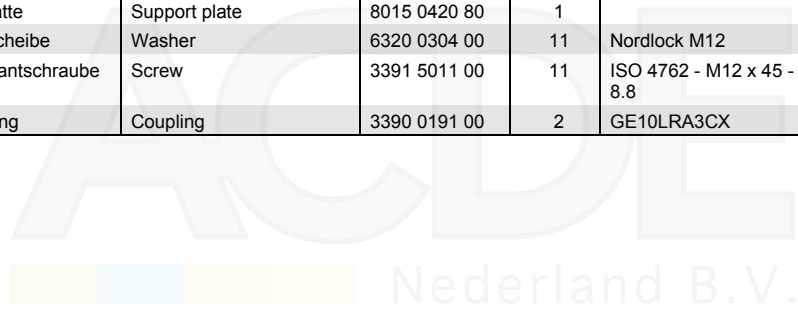 tte Support plate 8015 0420 80 1
cheibe Washer 6320 0304 00 11 Nordlock M12
antschraube Screw 3391 5011 00 11 ISO 4762 - M12 x 45 -
8.8
ng Coupling 3390 0191 00 2 GE10LRA3CX
ACDE
Nederland B.V.